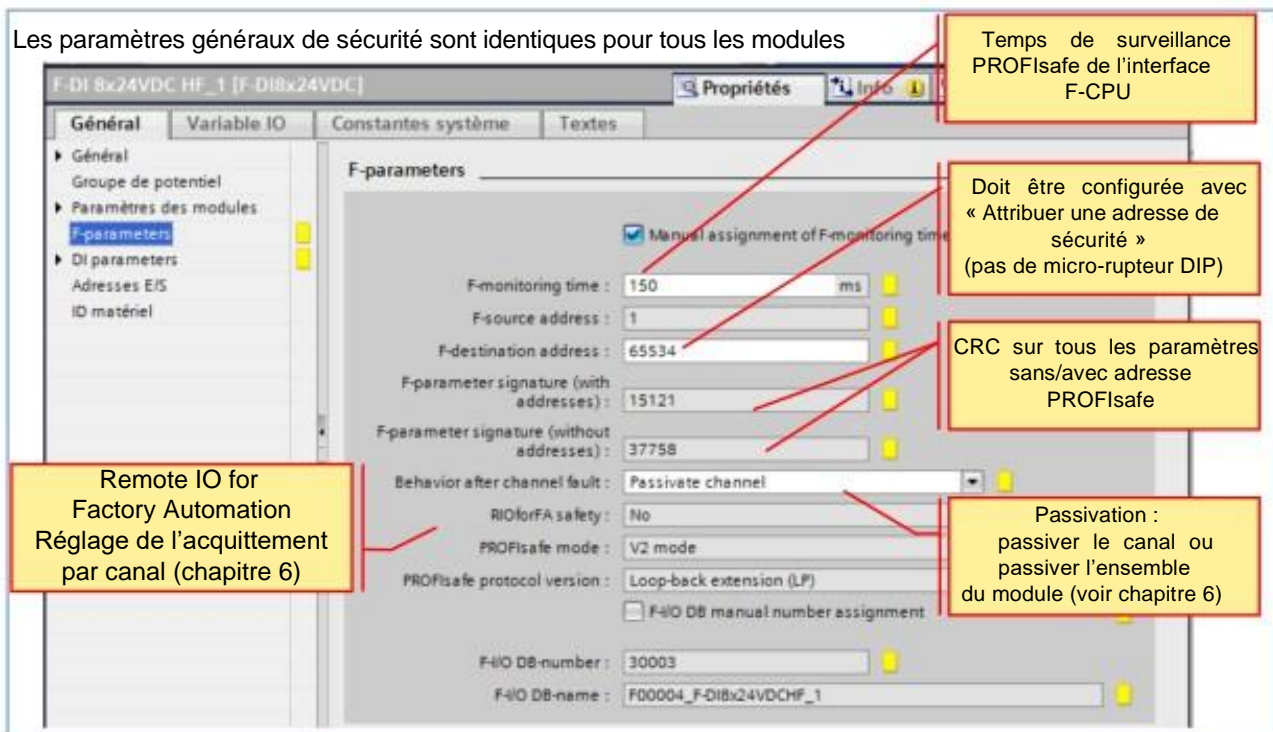 Les paramètres généraux de sécurité sont identiques pour tous les modules
Temps de surveillance
PROFIsafe de l'interface
F-CPU
F-DI 8x24VDC HF_1 [F-DI8x24VDC]
Propriétés
Info
Général
Variable IO
Constantes système
Textes
Général
Groupe de potentiel
Paramètres des modules
F-parameters
DI parameters
Adresses E/S
ID matériel
F-parameters
Manual assignment of F-monitoring time
F-monitoring time : 150 ms
F-source address : 1
F-destination address : 65534
F-parameter signature (with
addresses) : 15121
F-parameter signature (without
addresses) : 37758
Behavior after channel fault : Passivate channel
RIOforFA safety : No
PROFIsafe mode : V2 mode
PROFIsafe protocol version : Loop-back extension (LP)
F-I/O DB manual number assignment
F-I/O DB-number : 30003
F-I/O DB-name : F00004_F-DI8x24VDCHF_1
Doit être configurée avec
« Attribuer une adresse de
sécurité »
(pas de micro-rupteur DIP)
CRC sur tous les paramètres
sans/avec adresse
PROFIsafe
Remote IO for
Factory Automation
Réglage de l'acquittement
par canal (chapitre 6)
Passivation :
passiver le canal ou
passiver l'ensemble
du module (voir chapitre 6)